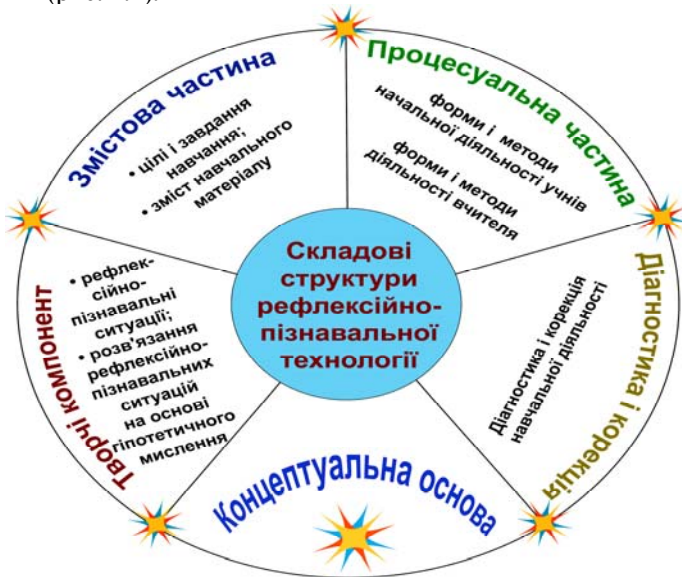 Змістова частина
• цілі і завдання
навчання;
• зміст навчального
матеріалу
Процесуальна частина
форми і методи
начальної діяльності учнів
форми і методи
діяльності вчителя
Складові
структури
рефлексійно-
пізнавальної
технології
Творчі компонент
• рефлек-
сійно-
пізнавальні
ситуації;
• розв'язання
рефлексійно-
пізнавальних
ситуацій
на основі
гіпотетичного
мислення
Діагностика і корекція
Діагностика і корекція
навчальної діяльності
Концептуальна основа